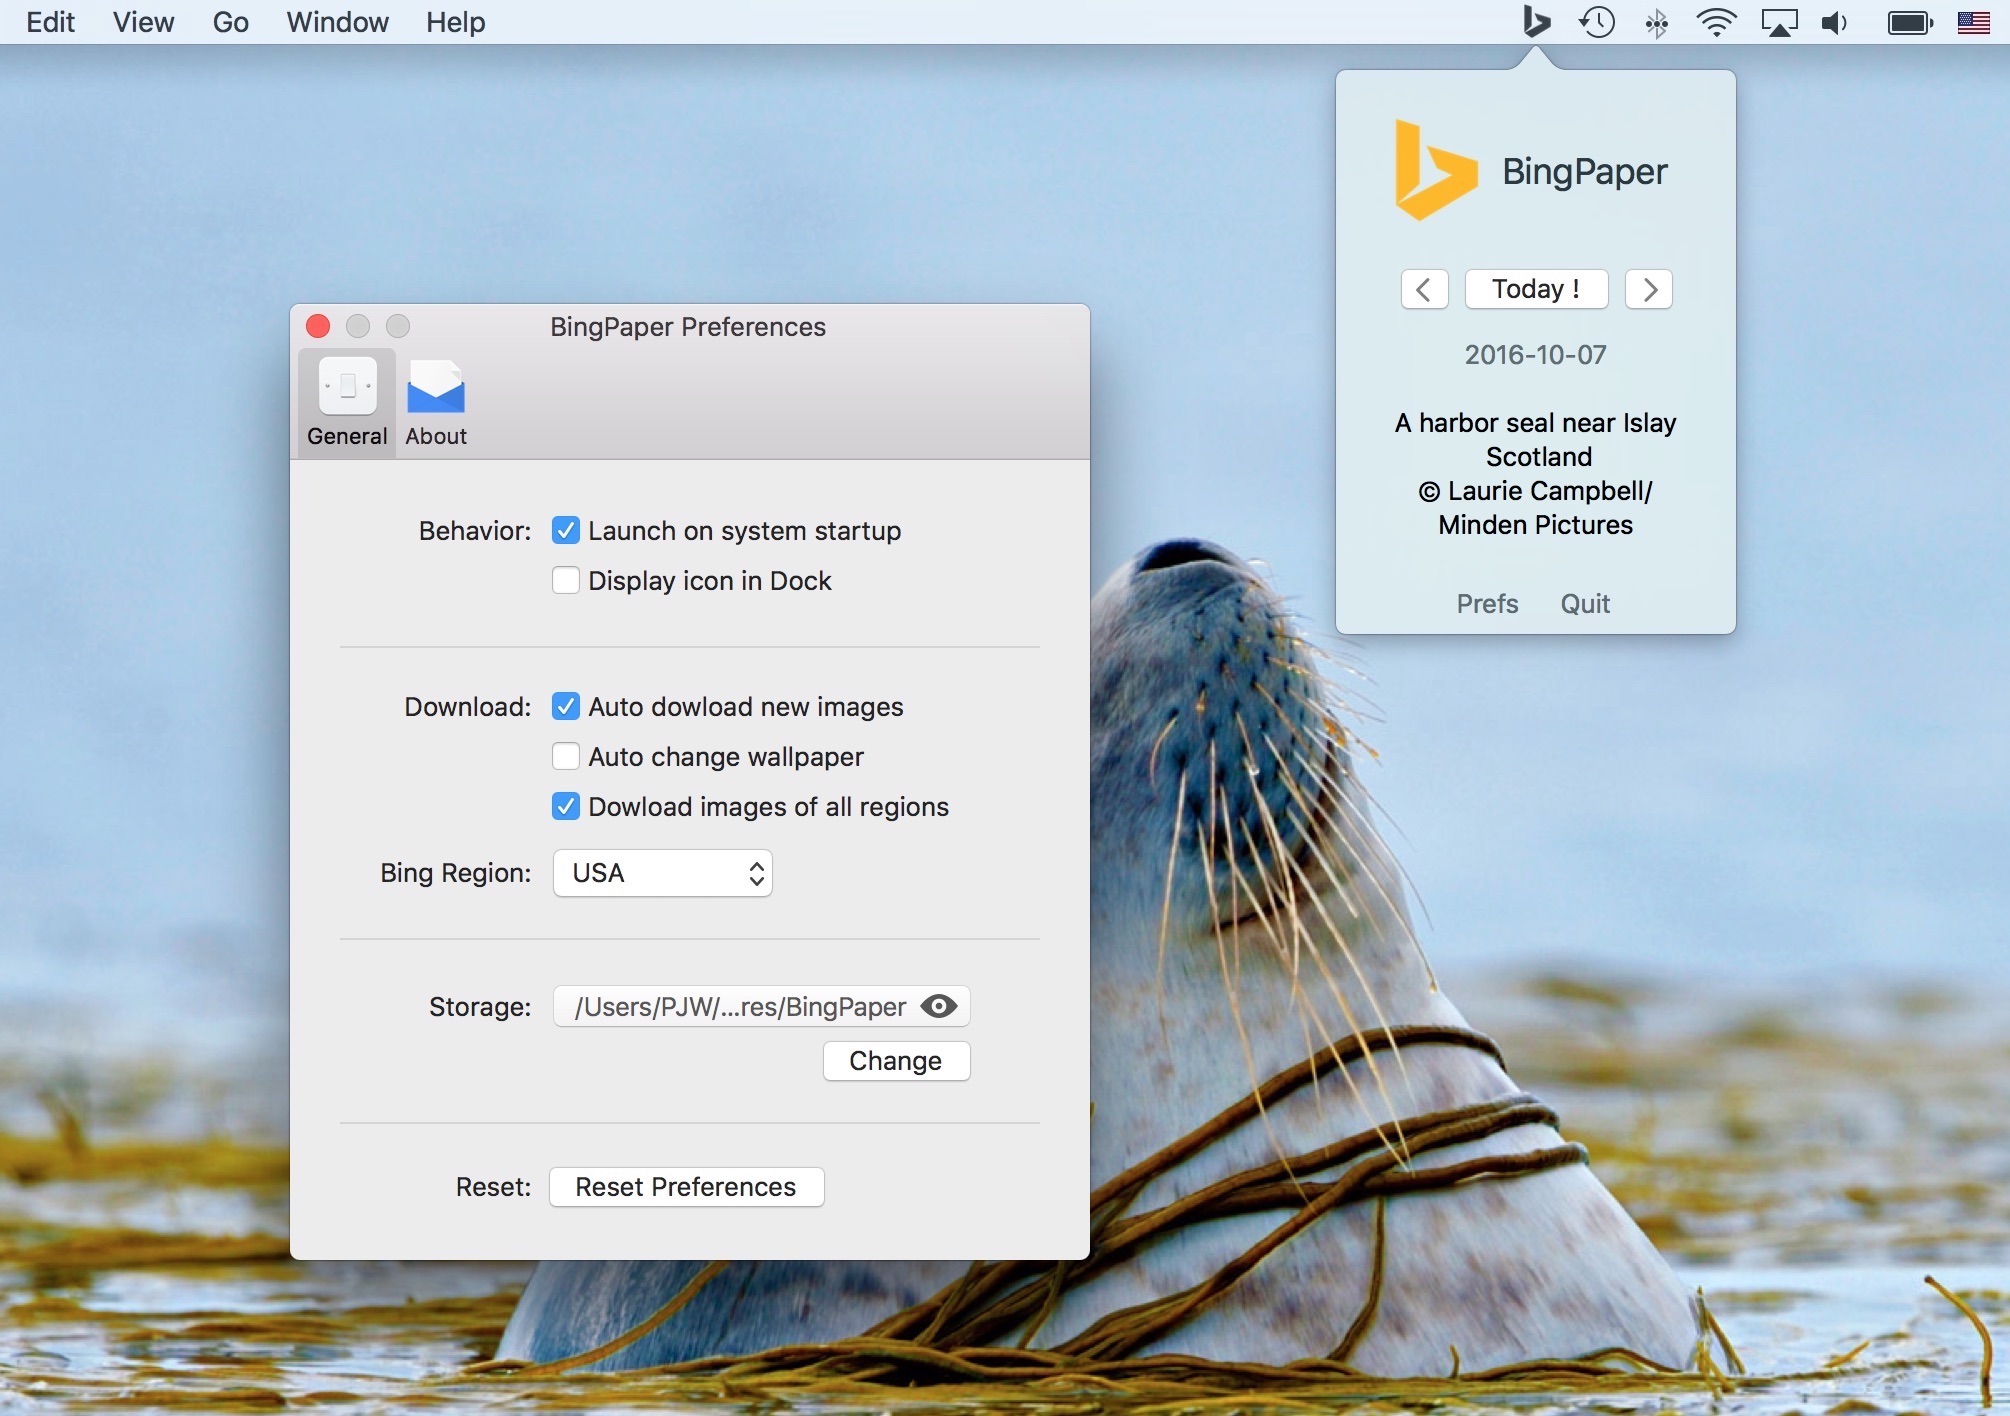 Edit View Go Window Help
BingPaper
Today !
2016-10-07
A harbor seal near Islay
Scotland
© Laurie Campbell/
Minden Pictures
Prefs Quit
BingPaper Preferences
General About
Behavior: Launch on system startup
Display icon in Dock
Download: Auto dowload new images
Auto change wallpaper
Dowload images of all regions
Bing Region: USA
Storage: /Users/PJW/...res/BingPaper
Change
Reset: Reset Preferences